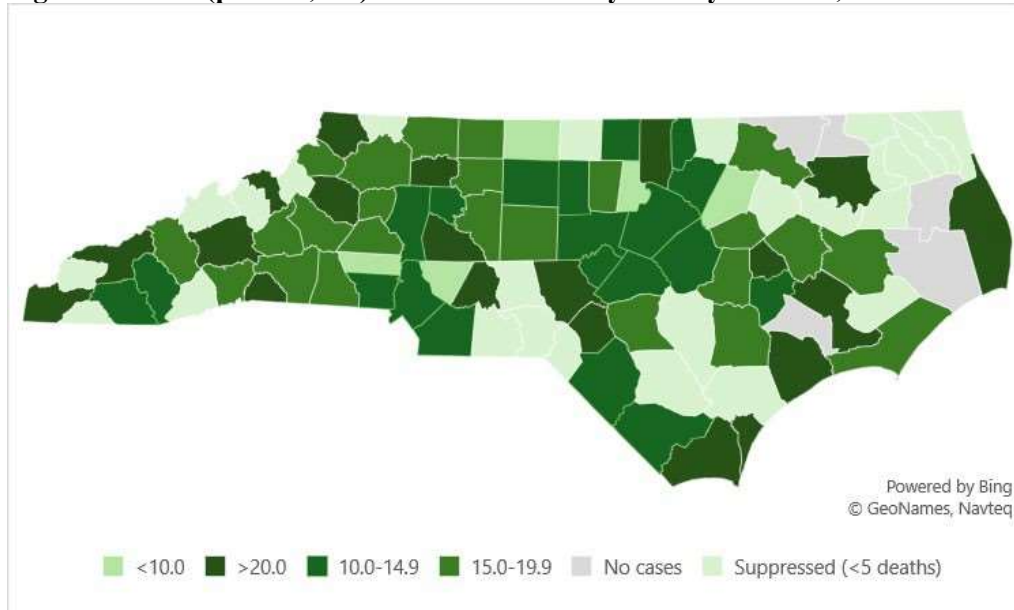 Powered by Bing
© GeoNames, Navteq
<10.0 >20.0 10.0-14.9 15.0-19.9 No cases Suppressed (<5 deaths)